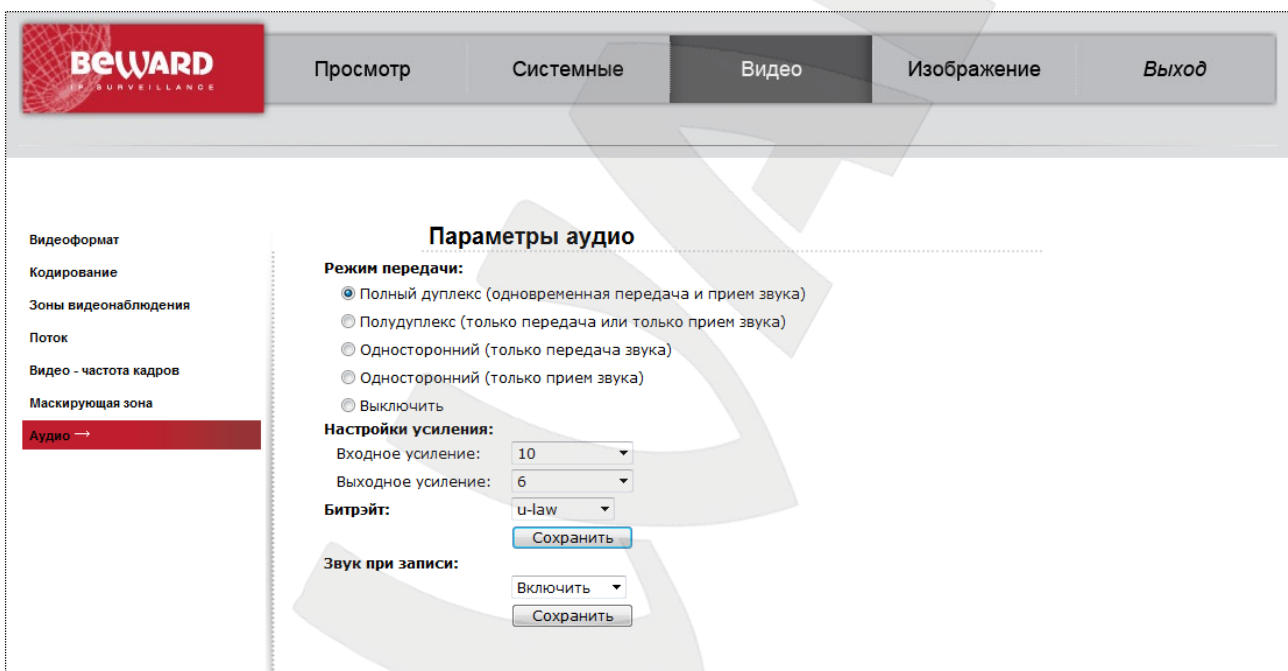 BEWARD
IP SURVEILLANCE
Просмотр
Системные
Видео
Изображение
Выход
Видеоформат
Кодирование
Зоны видеонаблюдения
Поток
Видео - частота кадров
Маскирующая зона
Аудио →
Параметры аудио
Режим передачи:
Полный дуплекс (одновременная передача и прием звука)
Полудуплекс (только передача или только прием звука)
Односторонний (только передача звука)
Односторонний (только прием звука)
Выключить
Настройки усиления:
Входное усиление: 10
Выходное усиление: 6
Битрэйт: u-law
Сохранить
Звук при записи:
Включить
Сохранить